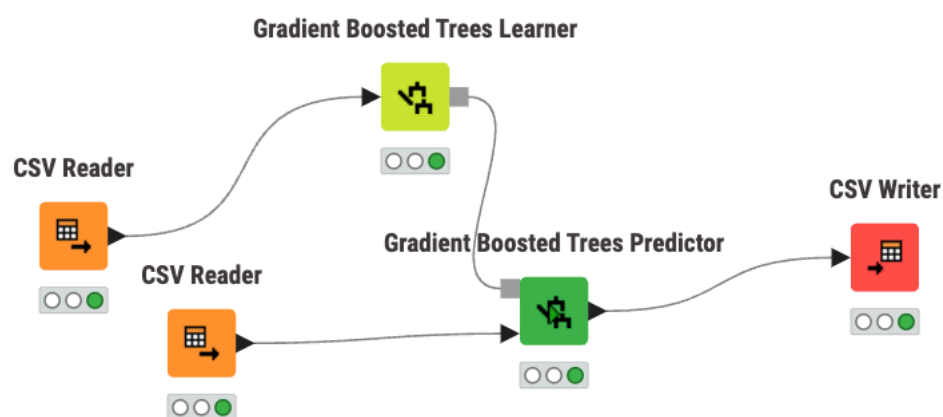 Gradient Boosted Trees Learner
CSV Reader
CSV Writer
Gradient Boosted Trees Predictor
CSV Reader